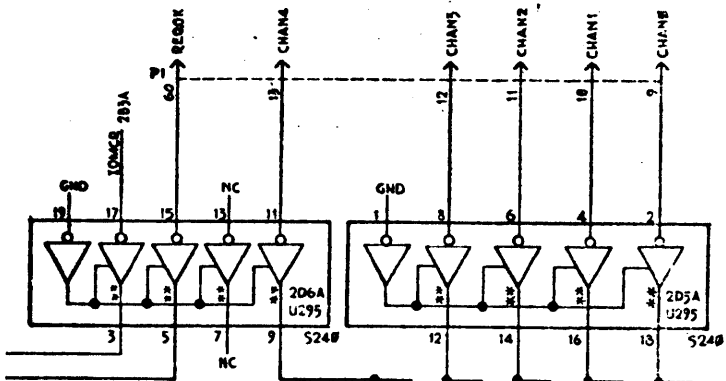 REQOK CHAN4 CHAN3 CHAN2 CHAN1 CHAN0
P1 60 13 12 11 10 9
IOMCQ 2B3A
GND NC GND
19 17 15 13 11 1 8 6 4 2
** ** ** ** ** ** **
2D6A 2D5A
U295 U295
3 5 7 9 S240 12 14 16 18 S240
NC